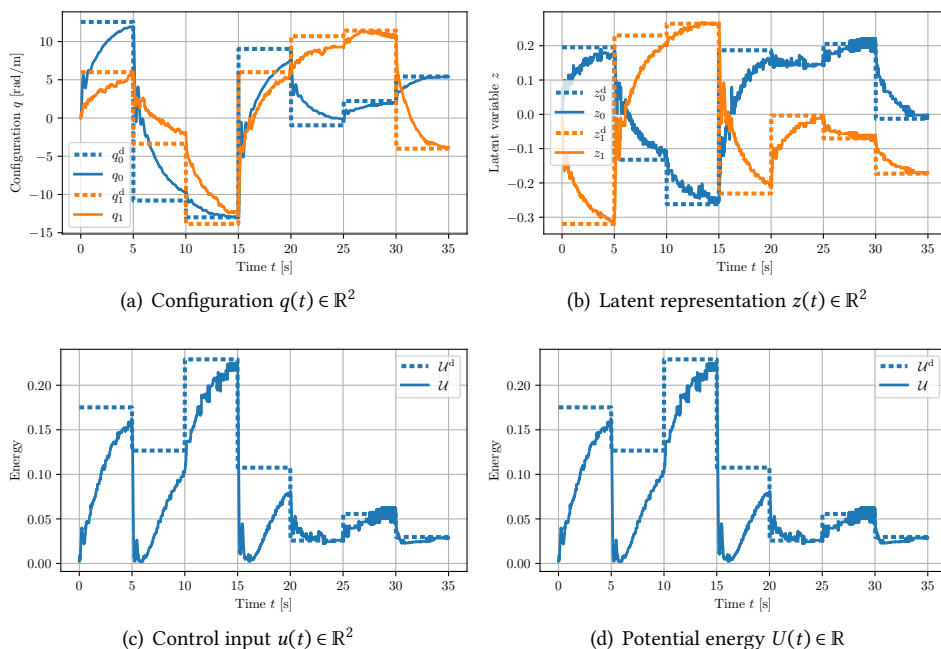 10
5
0
−5
−10
−15
Configuration q [rad/m]
q₀ᵈ
q₀
q₁ᵈ
q₁
0 5 10 15 20 25 30 35
Time t [s]
(a) Configuration q(t) ∈ ℝ²
0.2
0.1
0.0
−0.1
−0.2
−0.3
Latent variable z
z₀ᵈ
z₀
z₁ᵈ
z₁
0 5 10 15 20 25 30 35
Time t [s]
(b) Latent representation z(t) ∈ ℝ²
0.20
0.15
0.10
0.05
0.00
Energy
𝒰ᵈ
𝒰
0 5 10 15 20 25 30 35
Time t [s]
(c) Control input u(t) ∈ ℝ²
0.20
0.15
0.10
0.05
0.00
Energy
𝒰ᵈ
𝒰
0 5 10 15 20 25 30 35
Time t [s]
(d) Potential energy U(t) ∈ ℝ